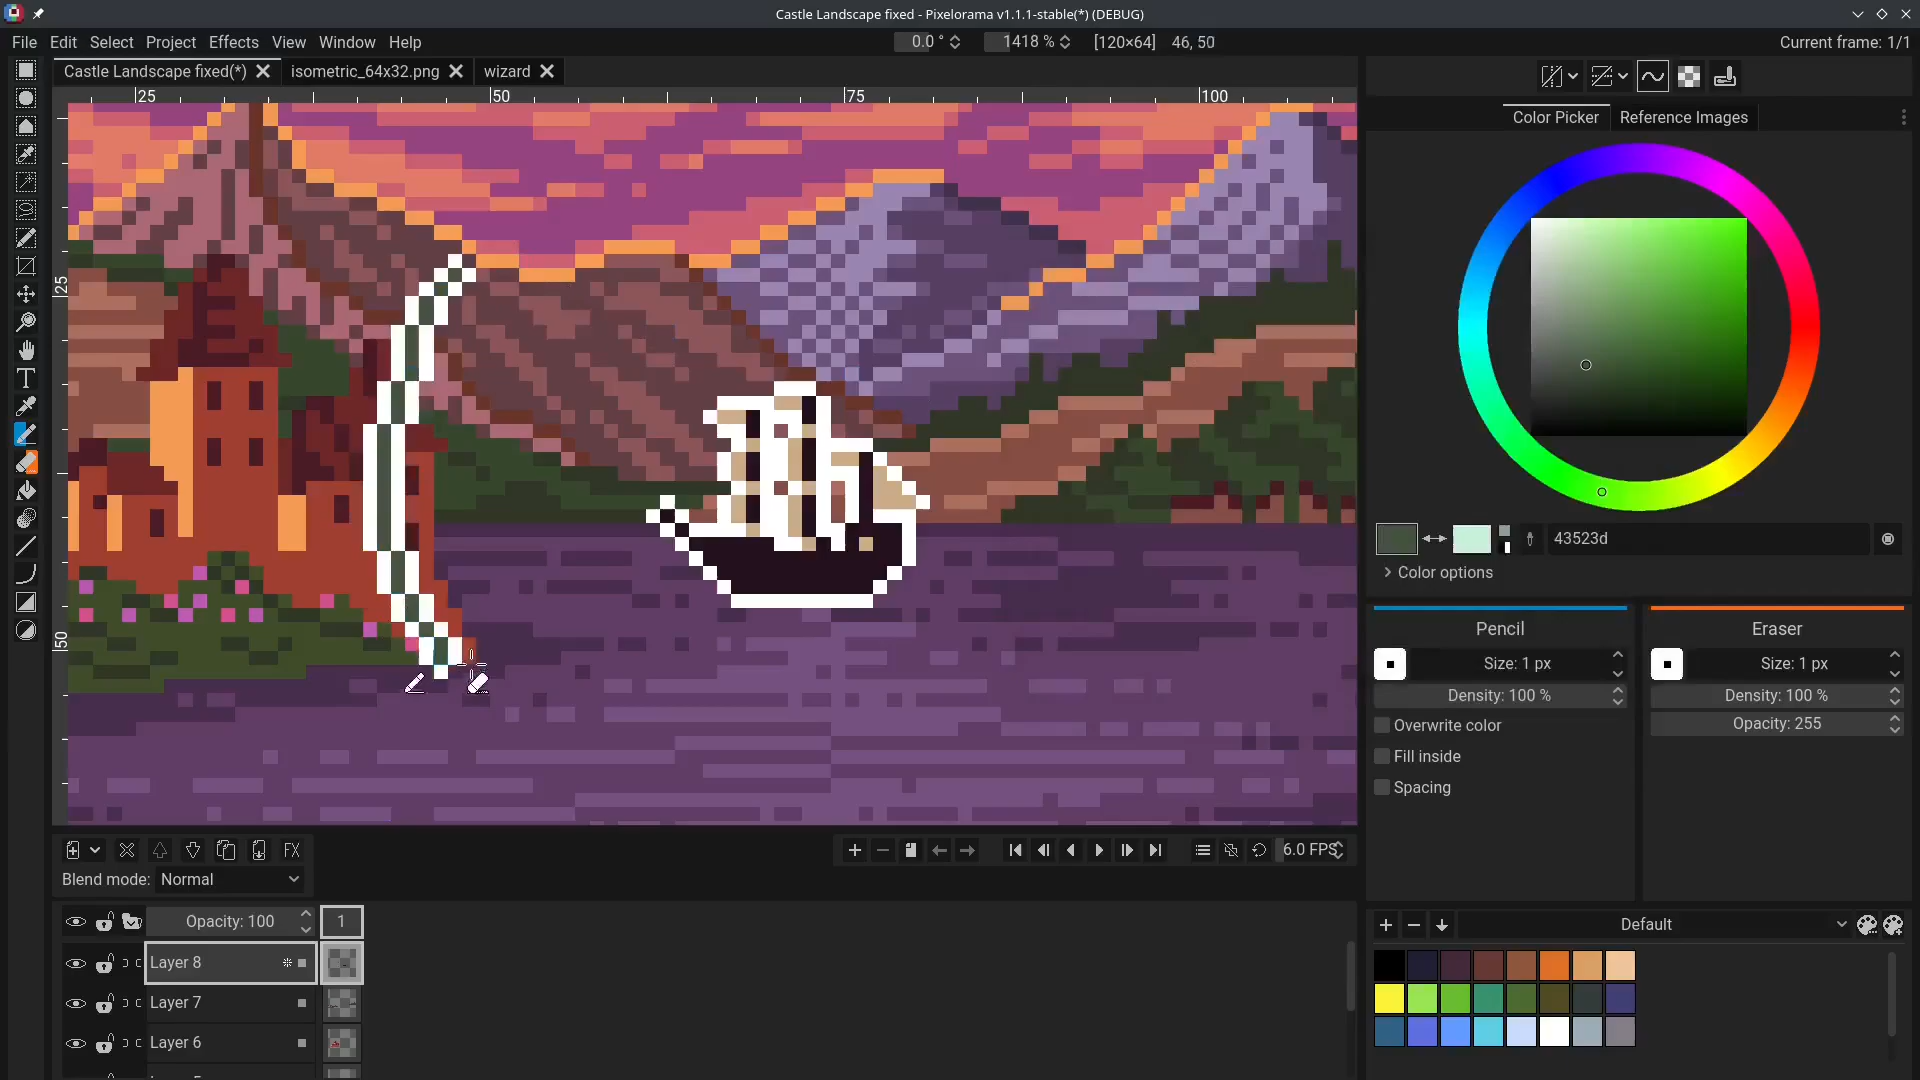 Castle Landscape fixed - Pixelorama v1.1.1-stable(*) (DEBUG)
File Edit Select Project Effects View Window Help
0.0 ° 1418 % [120×64] 46, 50
Current frame: 1/1
Castle Landscape fixed(*) isometric_64x32.png wizard
25 50 75 100
25
50
Color Picker Reference Images
43523d
Color options
Pencil Eraser
Size: 1 px Size: 1 px
Density: 100 % Density: 100 %
Overwrite color Opacity: 255
Fill inside
Spacing
FX
6.0 FPS
Blend mode: Normal
Opacity: 100 1
Default
Layer 8
Layer 7
Layer 6